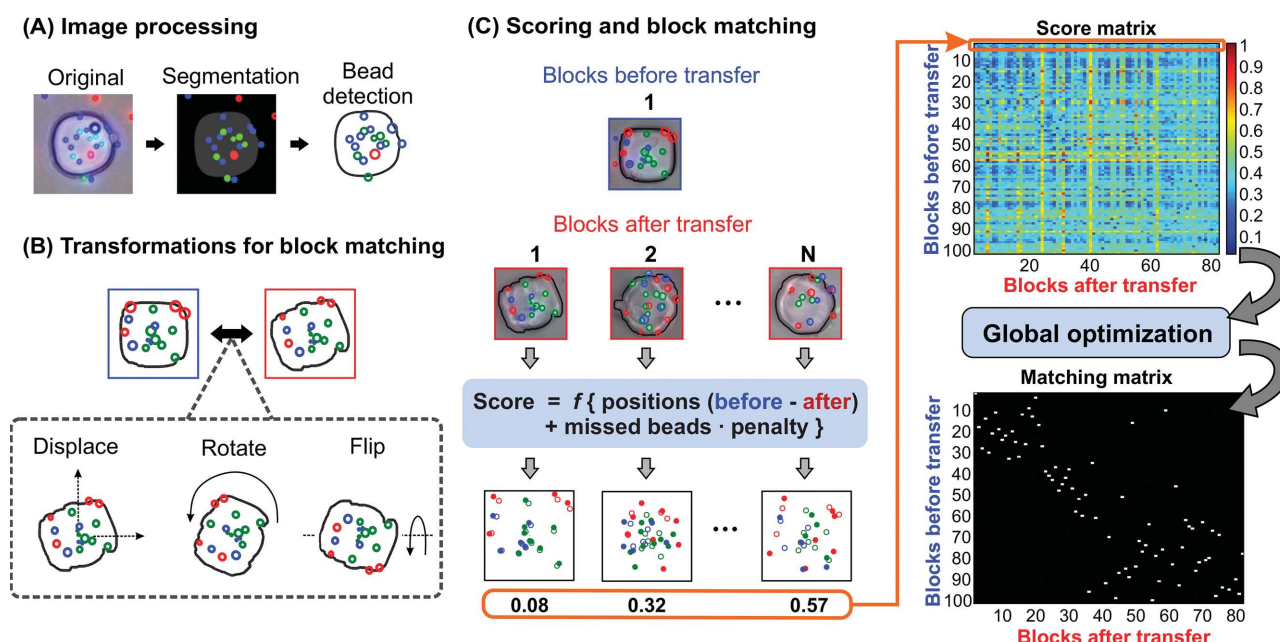 (A) Image processing
Original
Segmentation
Bead
detection
(B) Transformations for block matching
Displace
Rotate
Flip
(C) Scoring and block matching
Blocks before transfer
1
Blocks after transfer
1
2
N
...
Score = f { positions (before - after)
+ missed beads · penalty }
...
0.08
0.32
0.57
Score matrix
Blocks before transfer
10
20
30
40
50
60
70
80
90
100
20
40
60
80
Blocks after transfer
1
0.9
0.8
0.7
0.6
0.5
0.4
0.3
0.2
0.1
Global optimization
Matching matrix
Blocks before transfer
10
20
30
40
50
60
70
80
90
100
10
20
30
40
50
60
70
80
Blocks after transfer